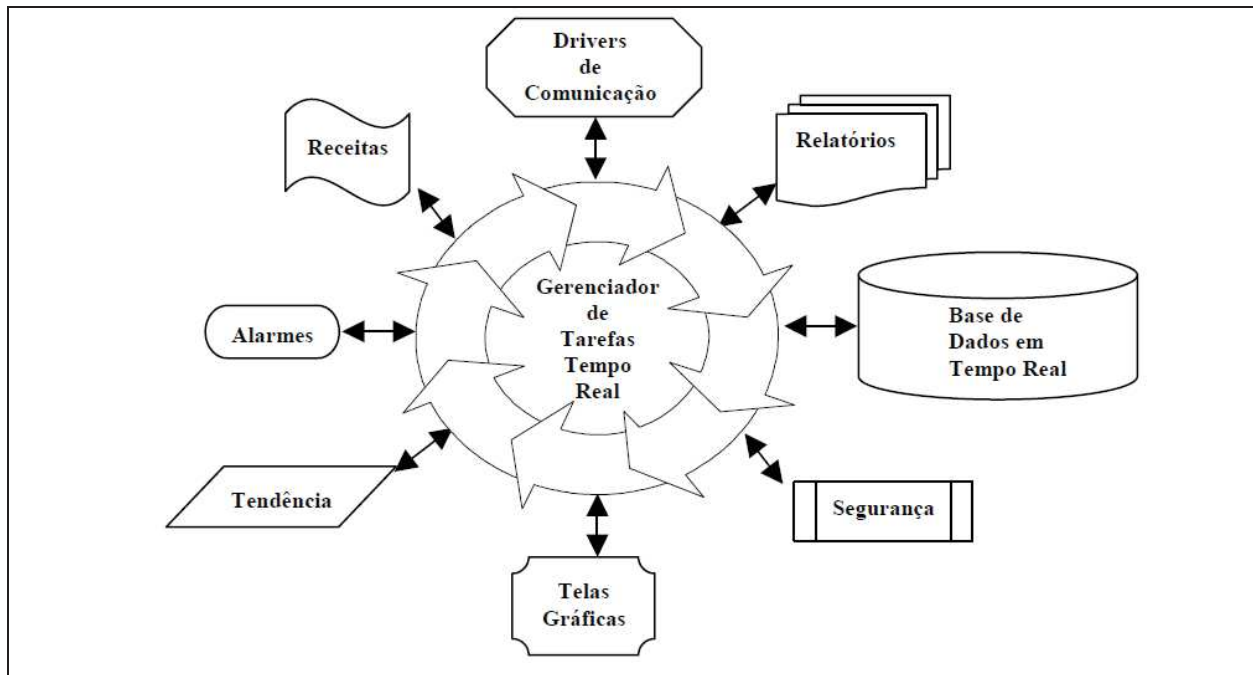 Drivers
de
Comunicação
Receitas
Relatórios
Gerenciador
de
Tarefas
Tempo
Real
Alarmes
Base de
Dados em
Tempo Real
Tendência
Segurança
Telas
Gráficas